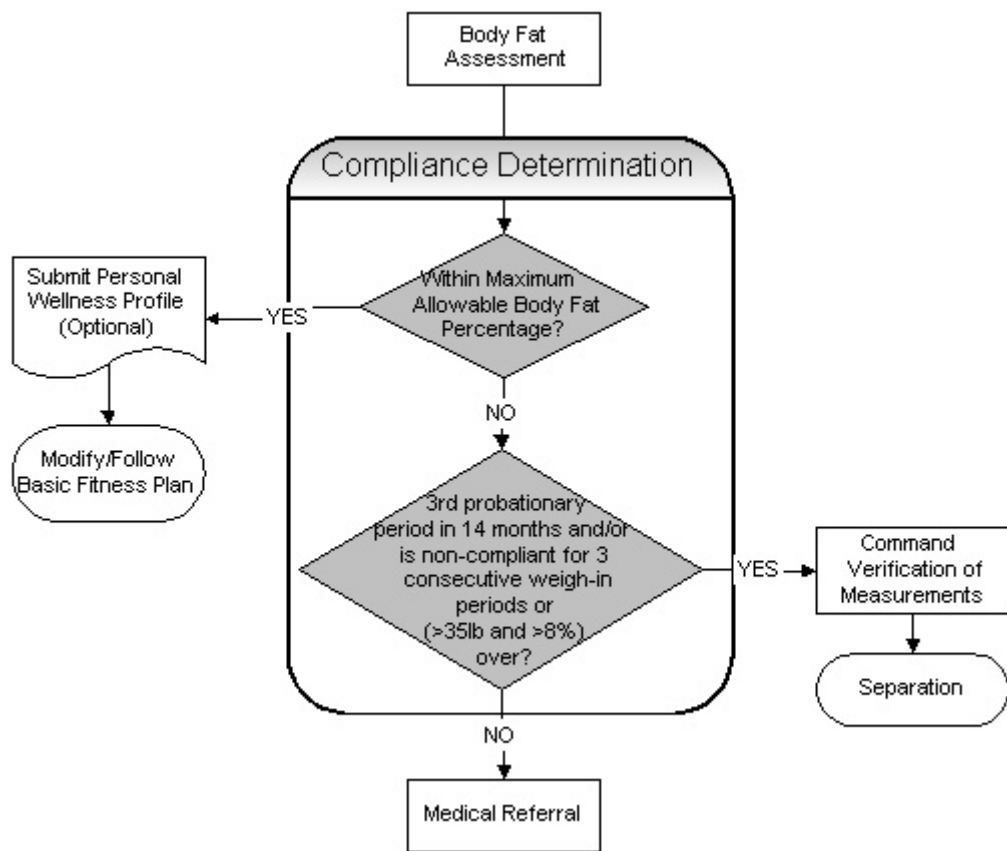 Body Fat
Assessment
Compliance Determination
Within Maximum
Allowable Body Fat
Percentage?
YES
Submit Personal
Wellness Profile
(Optional)
Modify/Follow
Basic Fitness Plan
NO
3rd probationary
period in 14 months and/or
is non-compliant for 3
consecutive weigh-in
periods or
(>35lb and >8%)
over?
YES
Command
Verification of
Measurements
Separation
NO
Medical Referral